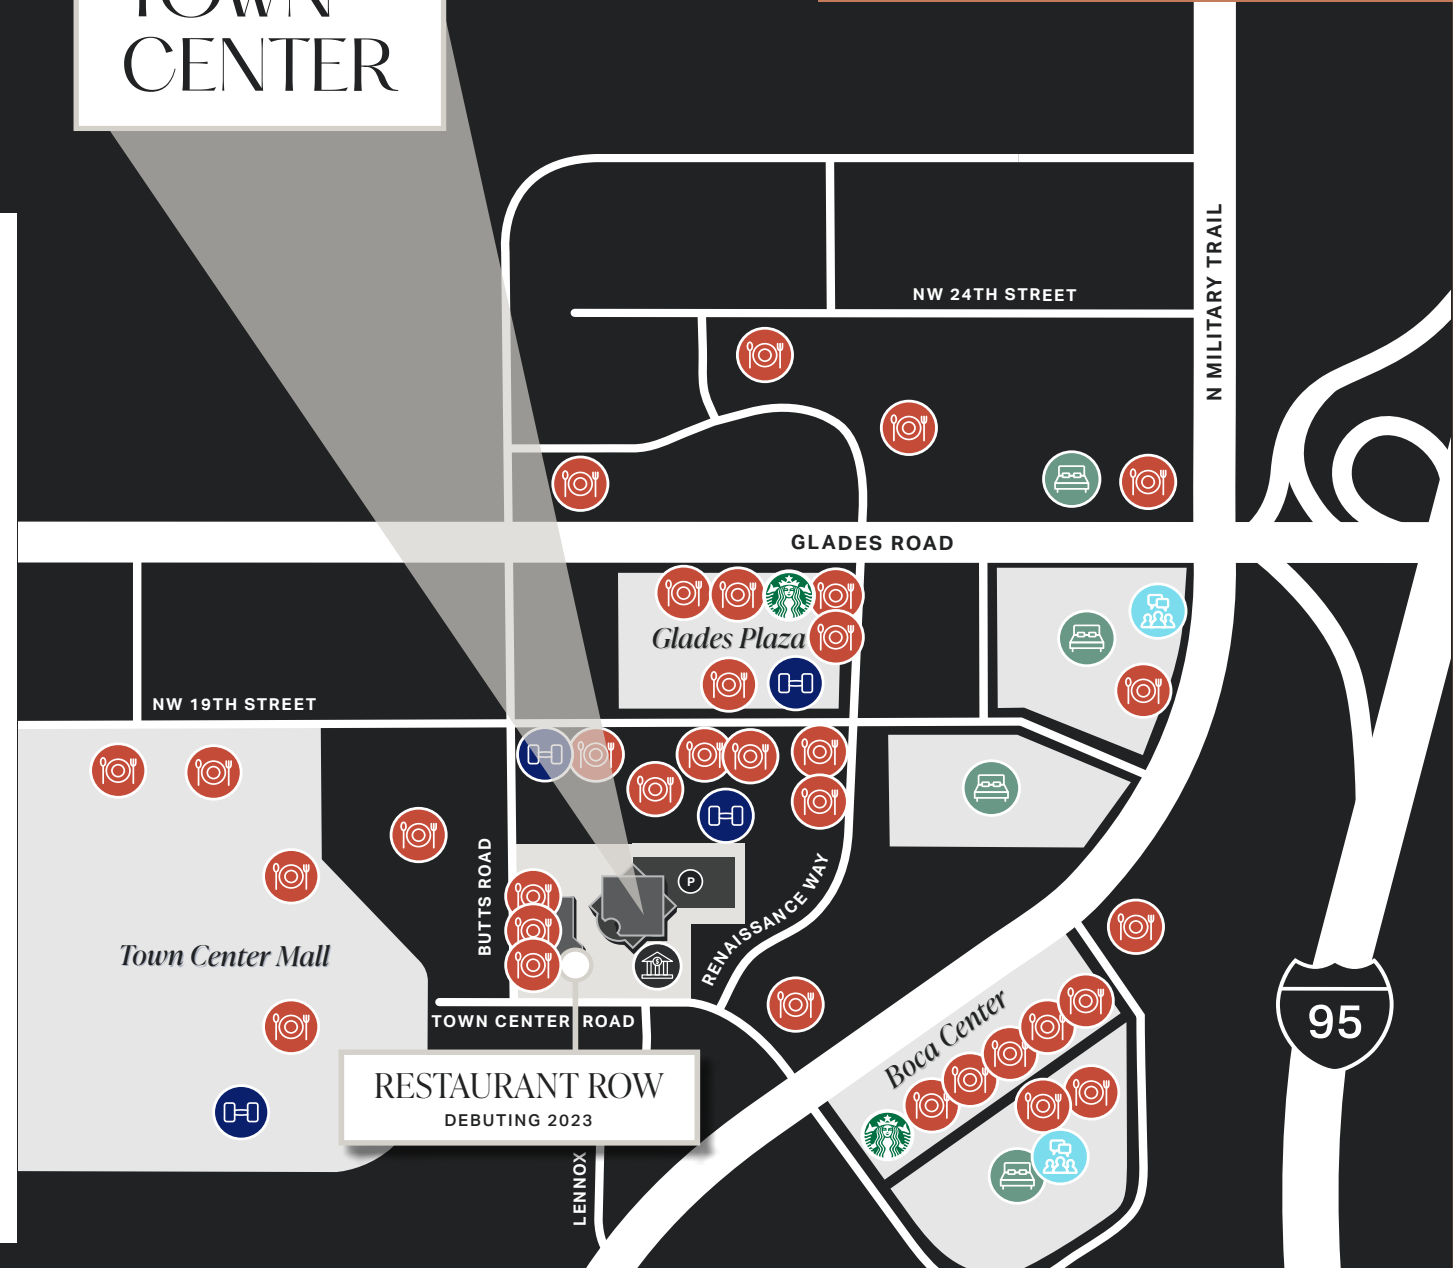 TOWN
CENTER
N MILITARY TRAIL
NW 24TH STREET
GLADES ROAD
Glades Plaza
NW 19TH STREET
BUTTS ROAD
P
RENAISSANCE WAY
Town Center Mall
TOWN CENTER ROAD
Boca Center
95
RESTAURANT ROW
DEBUTING 2023
LENNOX